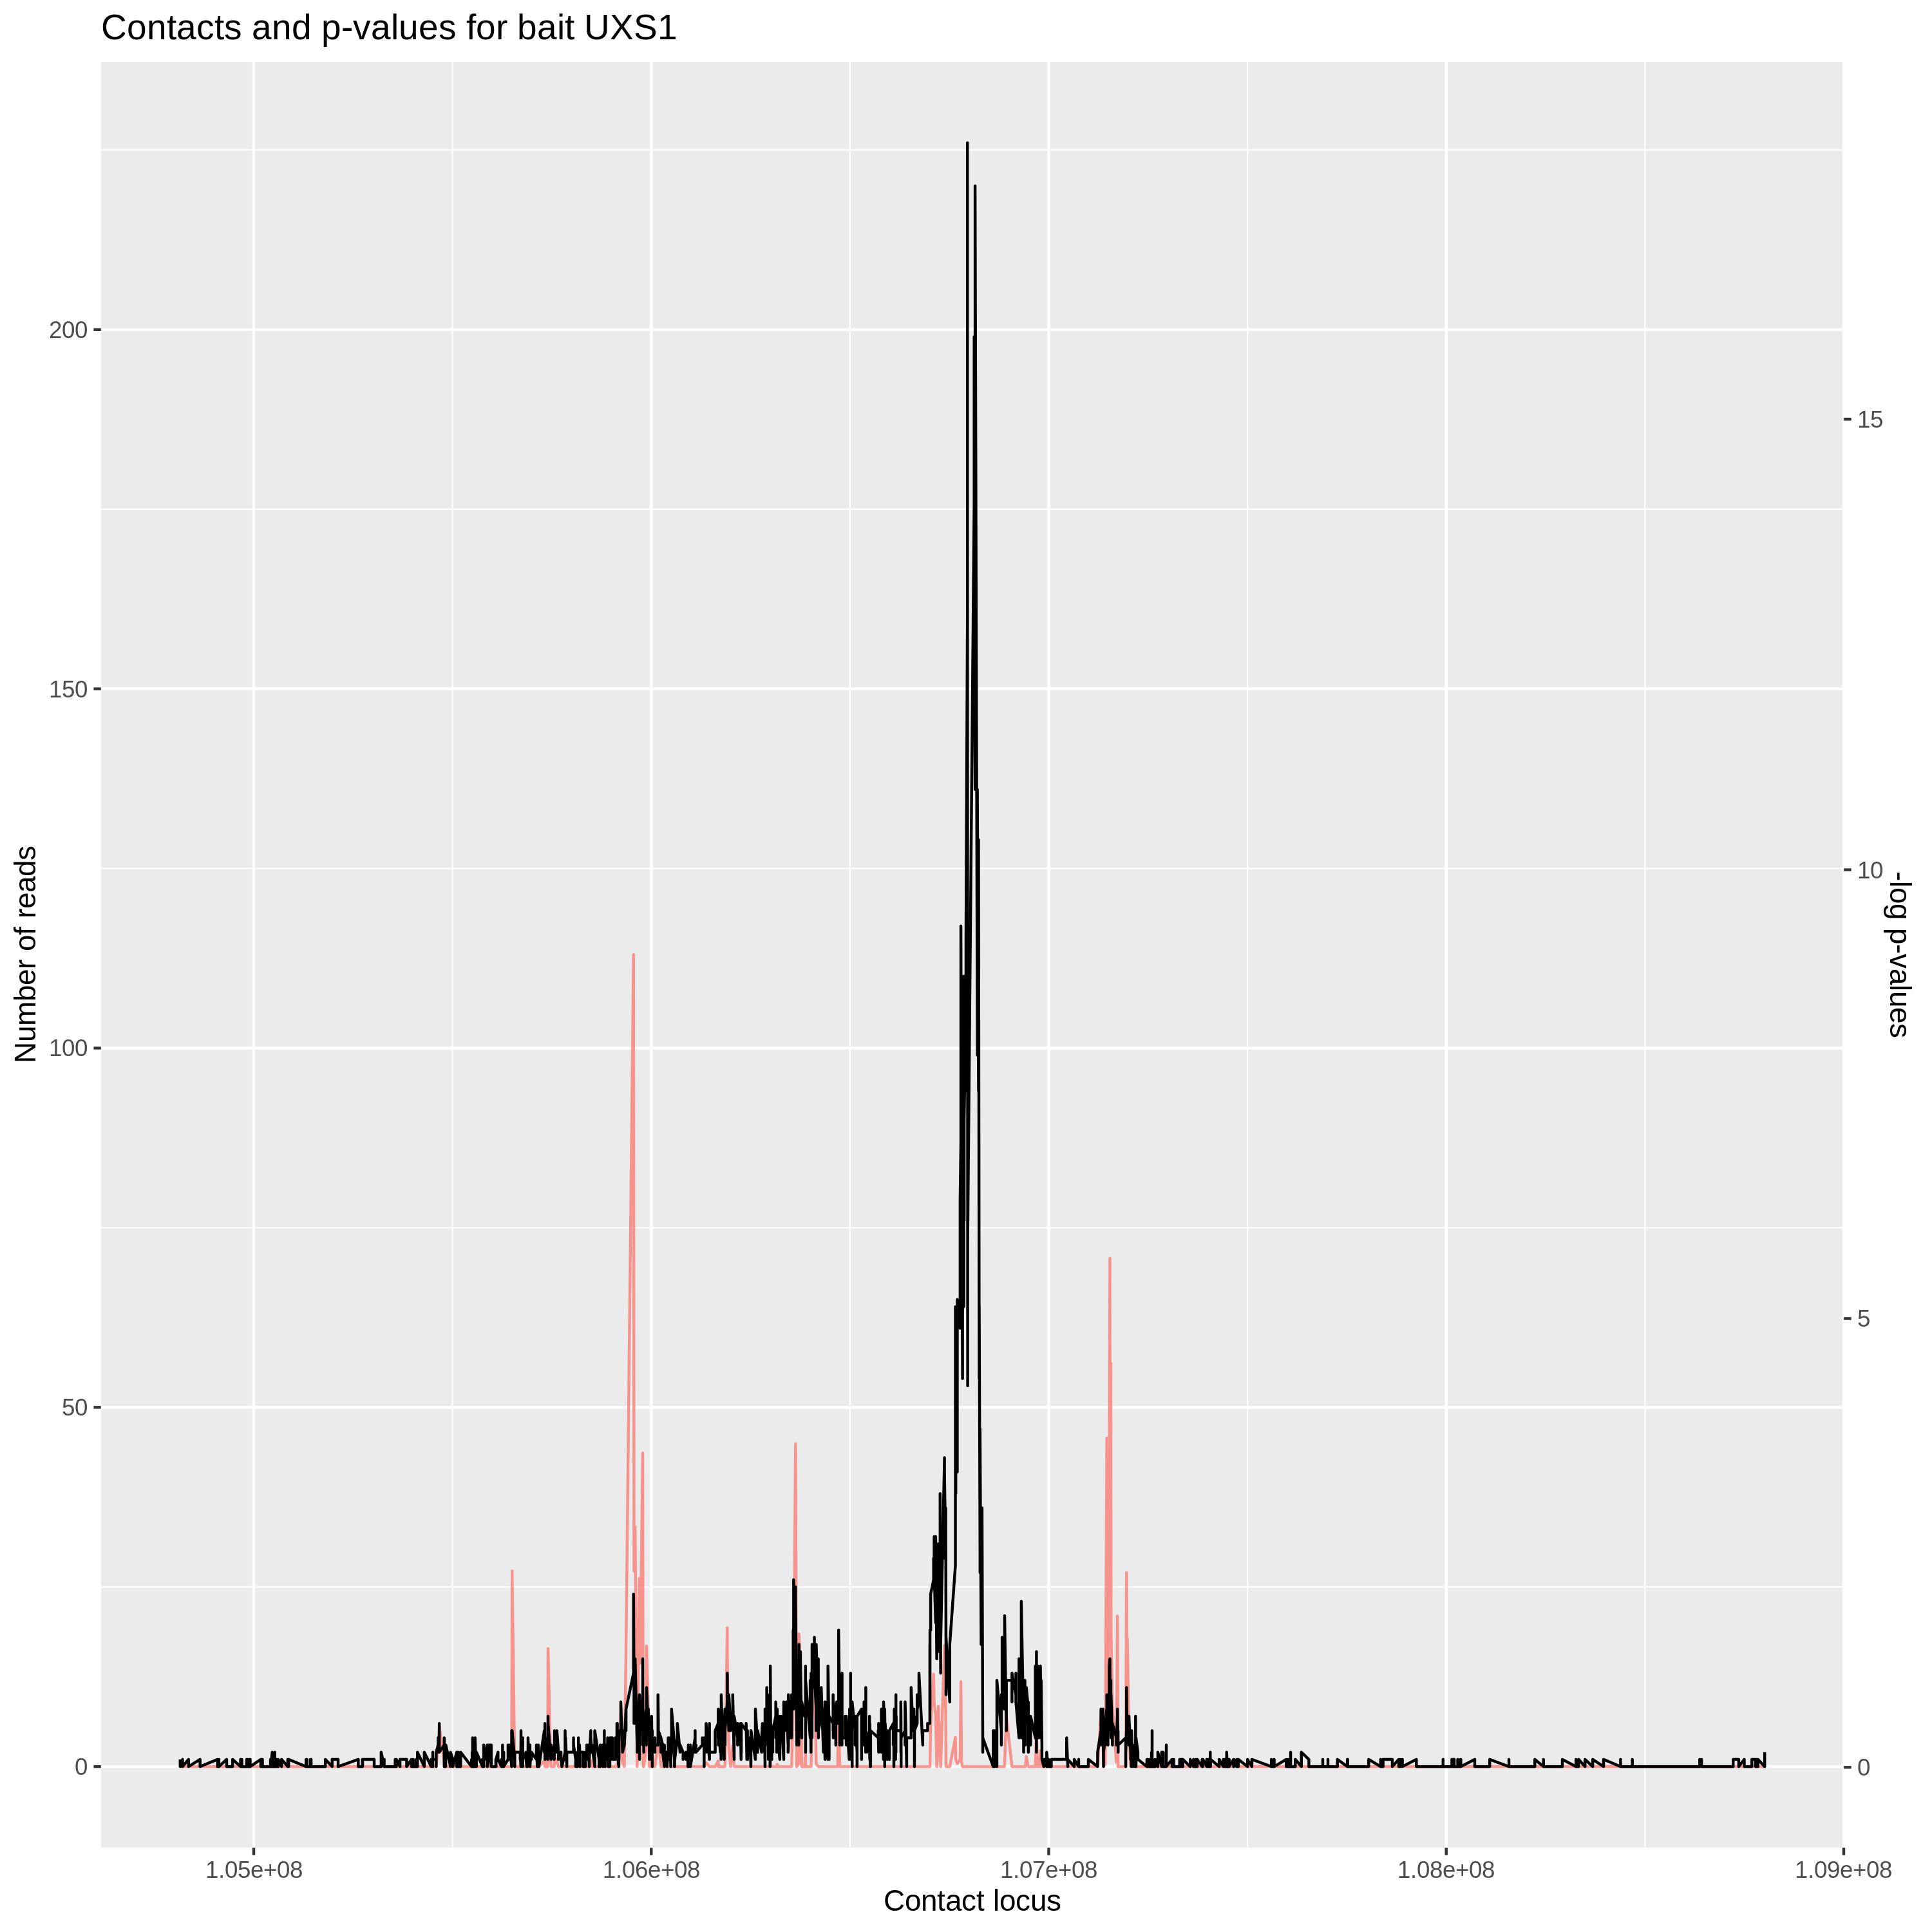 Contacts and p-values for bait UXS1
200
150
100
50
0
Number of reads
15
10
5
0
-log p-values
1.05e+08
1.06e+08
1.07e+08
1.08e+08
1.09e+08
Contact locus